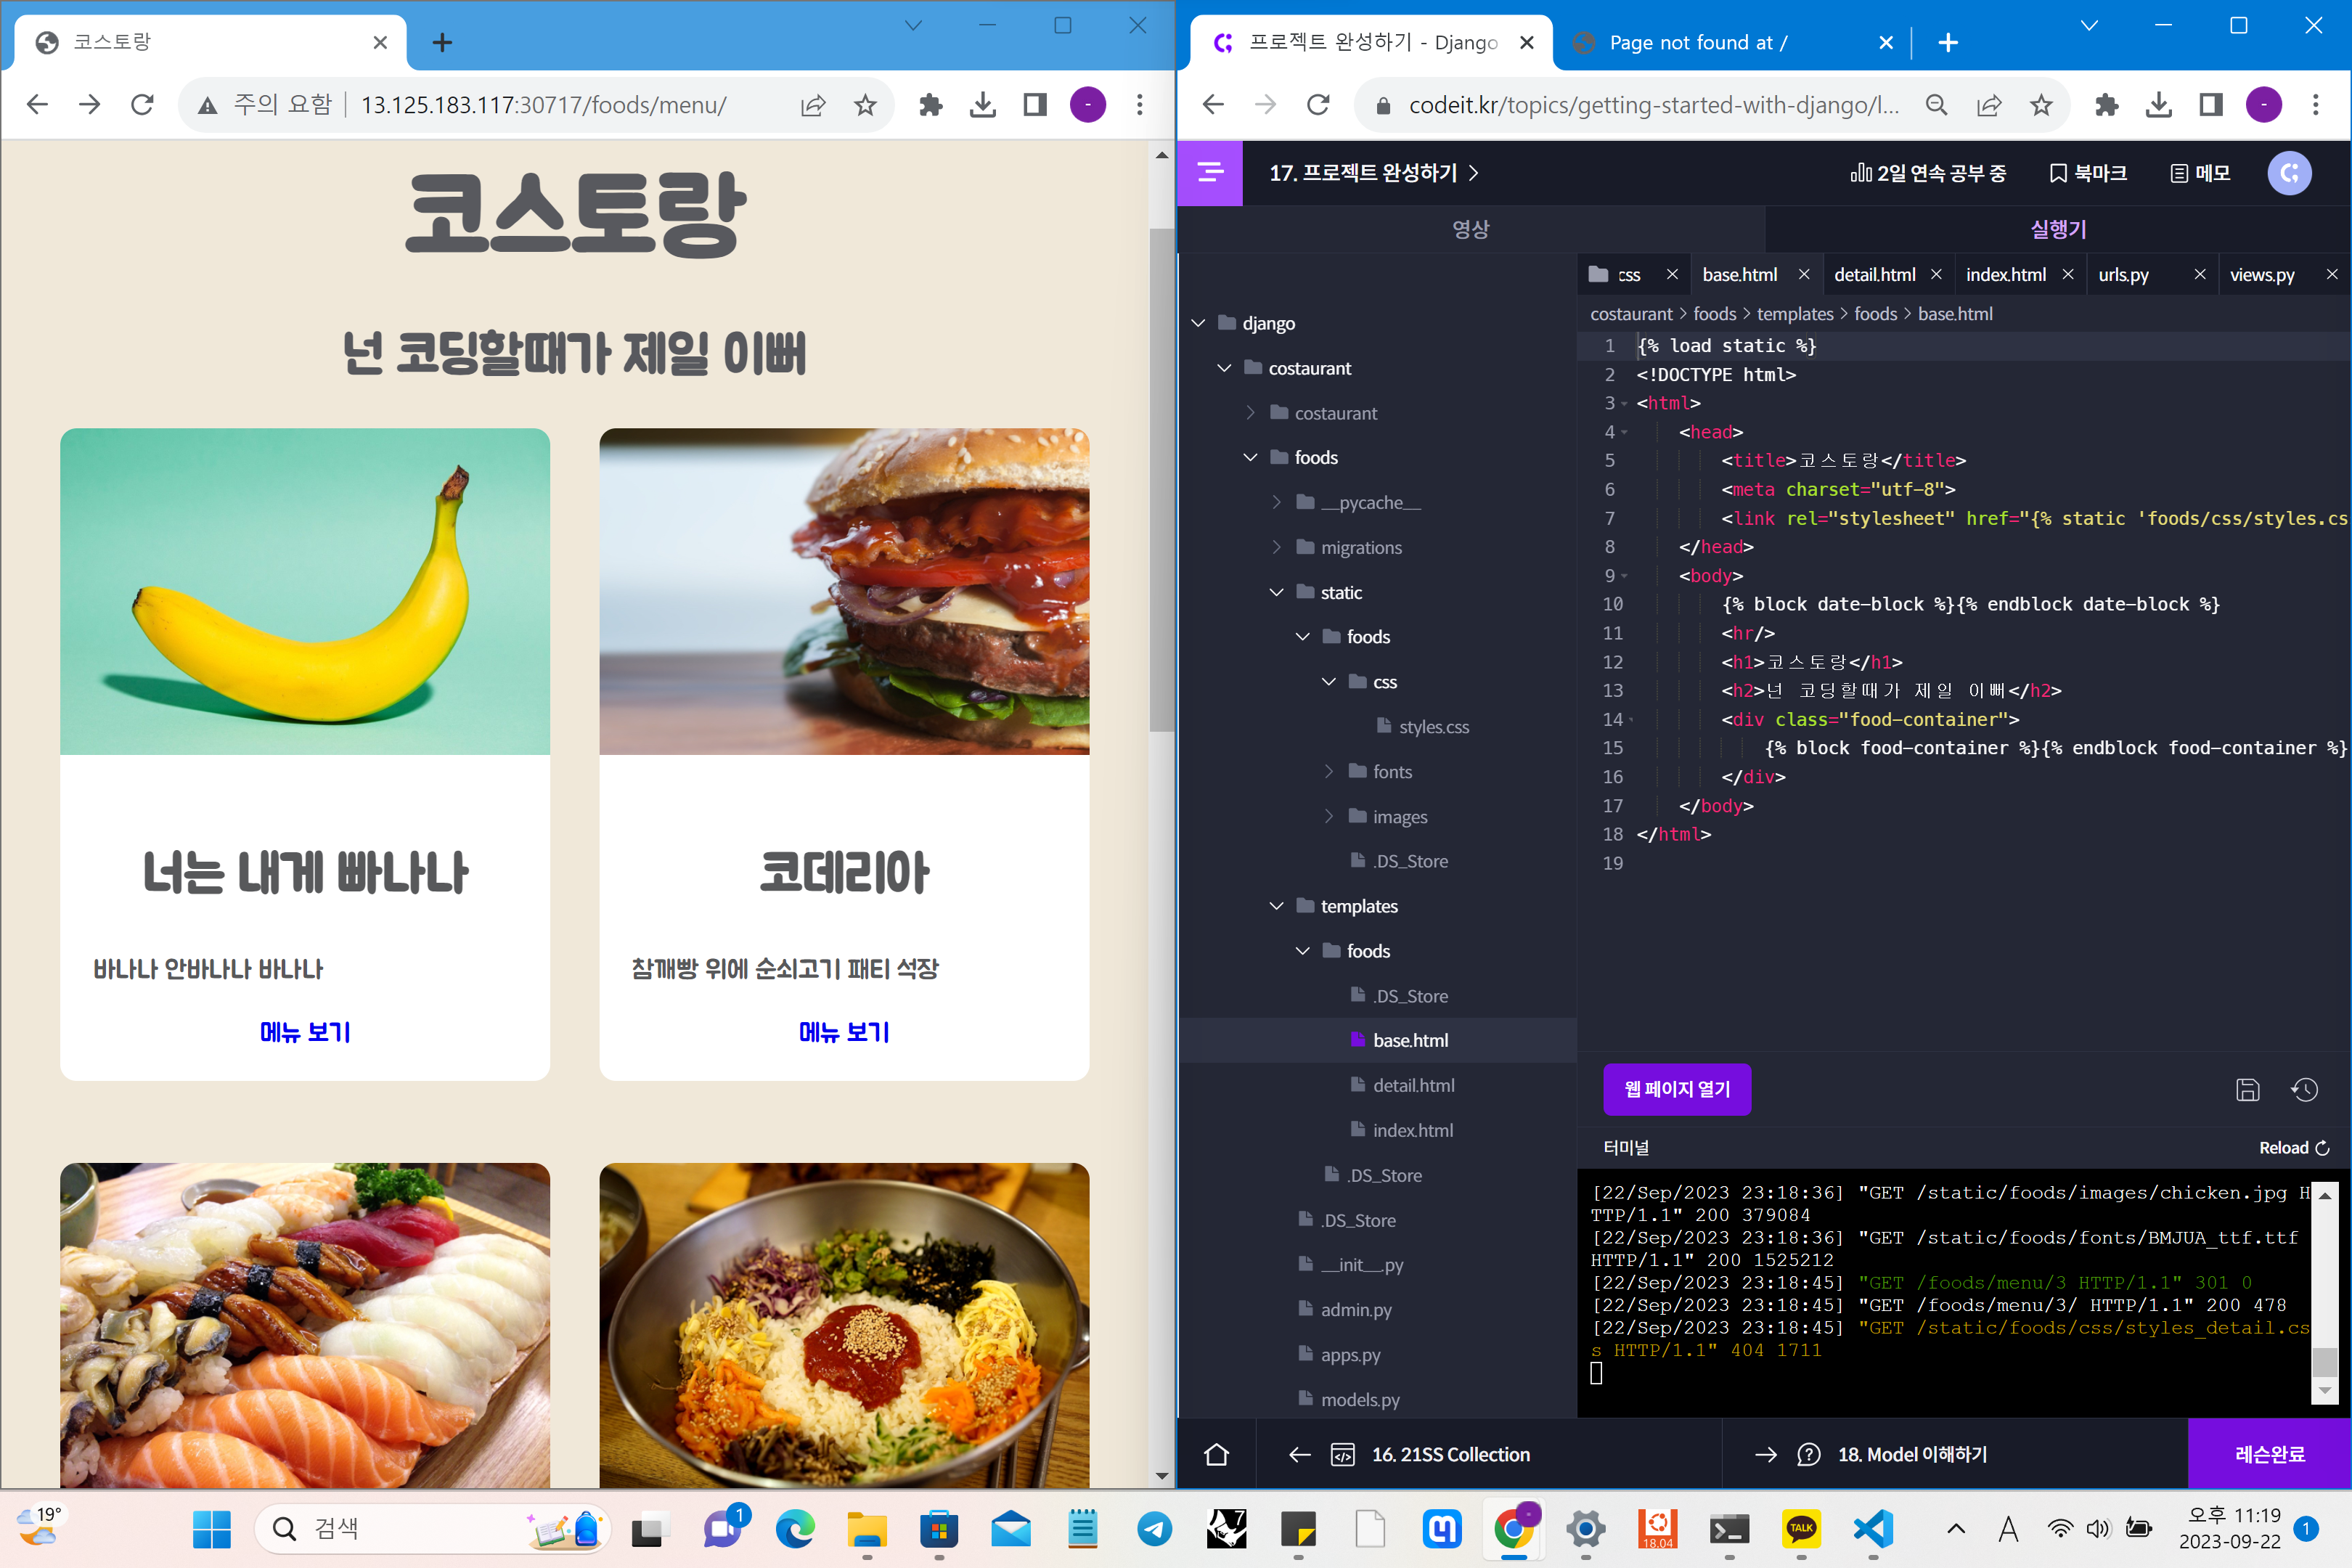 코스토랑
주의 요함
13.125.183.117:30717/foods/menu/
코스토랑
넌 코딩할때가 제일 이뻐
너는 내게 빠나나
코데리아
바나나 안바나나 바나나
참깨빵 위에 순쇠고기 패티 석장
메뉴 보기
메뉴 보기
프로젝트 완성하기 - Django
Page not found at /
codeit.kr/topics/getting-started-with-django/l...
17. 프로젝트 완성하기
2일 연속 공부 중
북마크
메모
영상
실행기
django
costaurant
costaurant
foods
__pycache__
migrations
static
foods
css
styles.css
fonts
images
.DS_Store
templates
foods
.DS_Store
base.html
detail.html
index.html
.DS_Store
.DS_Store
__init__.py
admin.py
apps.py
models.py
css
base.html
detail.html
index.html
urls.py
views.py
costaurant > foods > templates > foods > base.html
1 {% load static %}
2 <!DOCTYPE html>
3 <html>
4 <head>
5 <title>코스토랑</title>
6 <meta charset="utf-8">
7 <link rel="stylesheet" href="{% static 'foods/css/styles.cs
8 </head>
9 <body>
10 {% block date-block %}{% endblock date-block %}
11 <hr/>
12 <h1>코스토랑</h1>
13 <h2>넌 코딩할때가 제일 이뻐</h2>
14 <div class="food-container">
15 {% block food-container %}{% endblock food-container %}
16 </div>
17 </body>
18 </html>
19
웹 페이지 열기
터미널
Reload
[22/Sep/2023 23:18:36] "GET /static/foods/images/chicken.jpg H
TTP/1.1" 200 379084
[22/Sep/2023 23:18:36] "GET /static/foods/fonts/BMJUA_ttf.ttf
HTTP/1.1" 200 1525212
[22/Sep/2023 23:18:45] "GET /foods/menu/3 HTTP/1.1" 301 0
[22/Sep/2023 23:18:45] "GET /foods/menu/3/ HTTP/1.1" 200 478
[22/Sep/2023 23:18:45] "GET /static/foods/css/styles_detail.cs
s HTTP/1.1" 404 1711
16. 21SS Collection
18. Model 이해하기
레슨완료
19°
검색
1
7
18.04
TALK
A
오후 11:19
2023-09-22
1